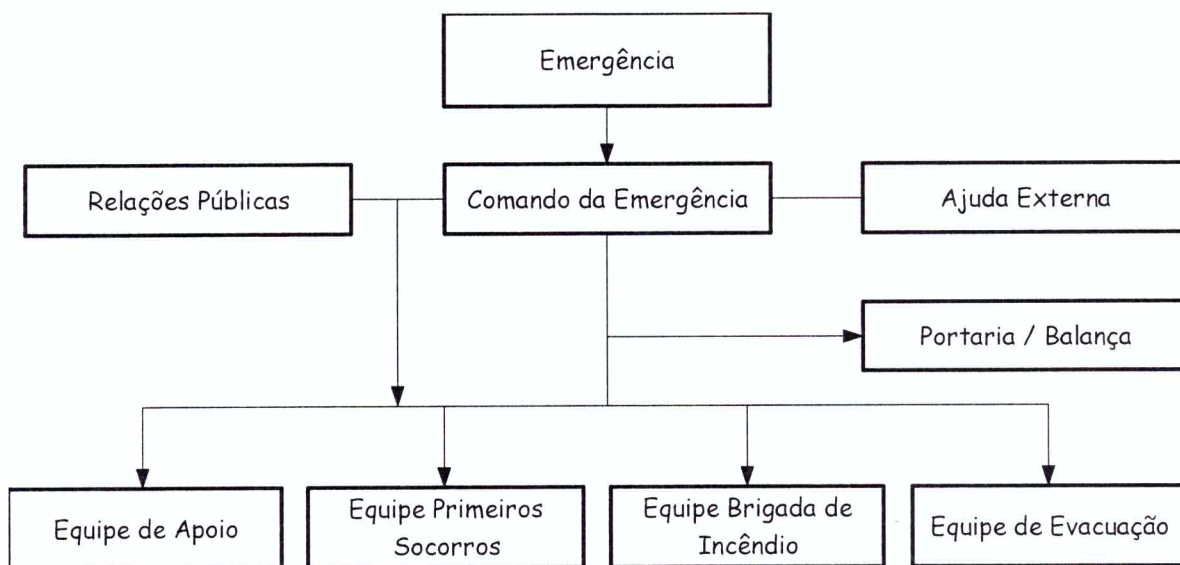 Emergência
Relações Públicas
Comando da Emergência
Ajuda Externa
Portaria / Balança
Equipe de Apoio
Equipe Primeiros
Socorros
Equipe Brigada de
Incêndio
Equipe de Evacuação